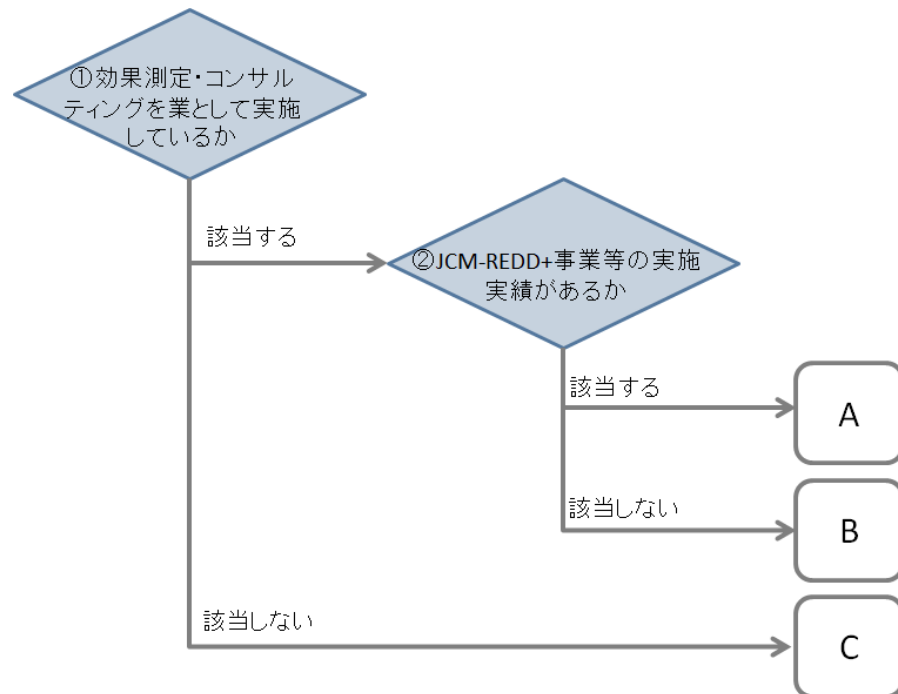 ①効果測定・コンサル
ティングを業として実施
しているか
該当する
②JCM-REDD+事業等の実施
実績があるか
該当する
A
該当しない
B
該当しない
C